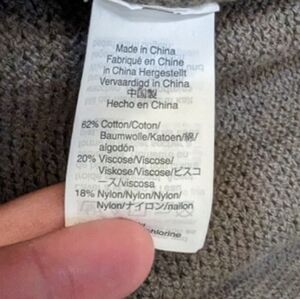 Made in China
Fabriqué en Chine
in China Hergestellt
Vervaardigd in China
中国製
Hecho en China
62% Cotton/Coton/
Baumwolle/Katoen/綿/
algodón
20% Viscose/Viscose/
Viskose/Viscose/ビスコ
ース/viscosa
18% Nylon/Nylon/Nylon/
Nylon/ナイロン/nailon
chlorine